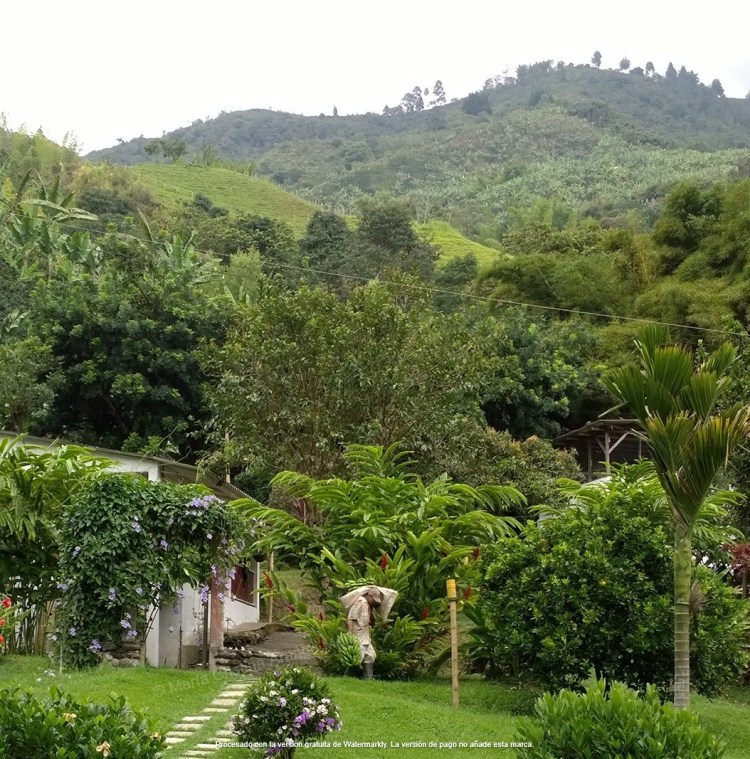 Procesado con la versión gratuita de Watermarkly. La versión de pago no añade esta marca.